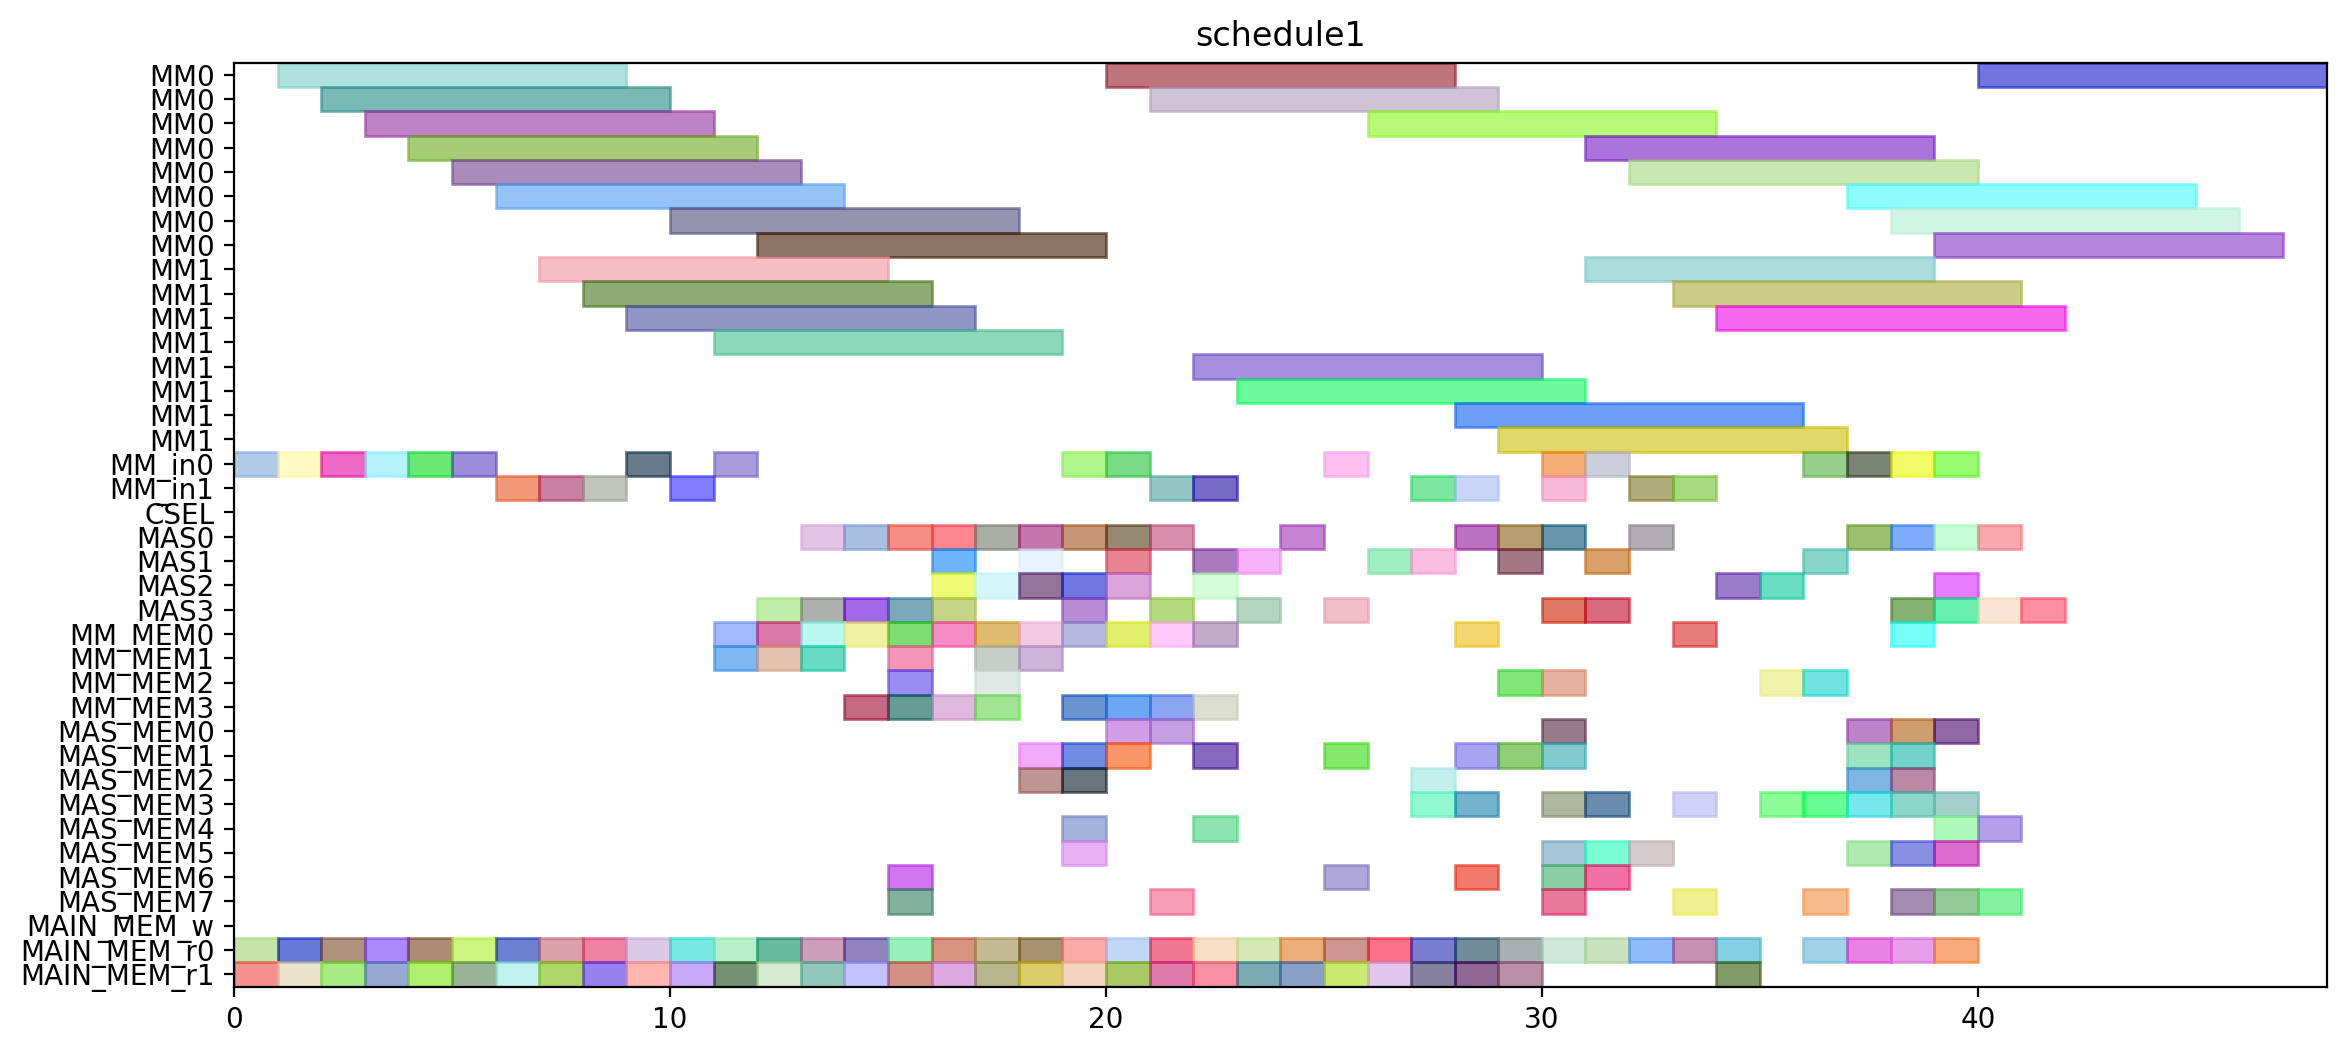 schedule1
MM0
MM0
MM0
MM0
MM0
MM0
MM0
MM0
MM1
MM1
MM1
MM1
MM1
MM1
MM1
MM1
MM_in0
MM_in1
CSEL
MAS0
MAS1
MAS2
MAS3
MM_MEM0
MM_MEM1
MM_MEM2
MM_MEM3
MAS_MEM0
MAS_MEM1
MAS_MEM2
MAS_MEM3
MAS_MEM4
MAS_MEM5
MAS_MEM6
MAS_MEM7
MAIN_MEM_w
MAIN_MEM_r0
MAIN_MEM_r1
0 10 20 30 40